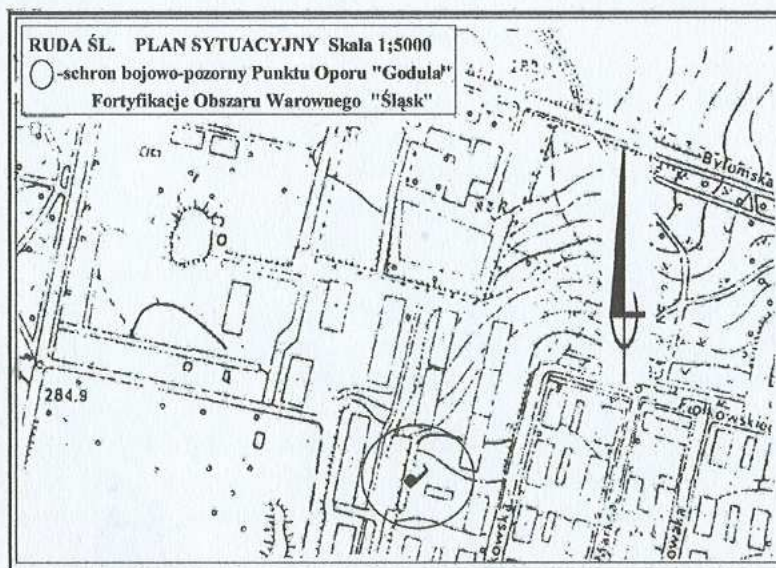 RUDA ŚL. PLAN SYTUACYJNY Skala 1;5000
-schron bojowo-pozorny Punktu Oporu "Godula"
Fortyfikacje Obszaru Warownego "Śląsk"
Bytomska
284.9